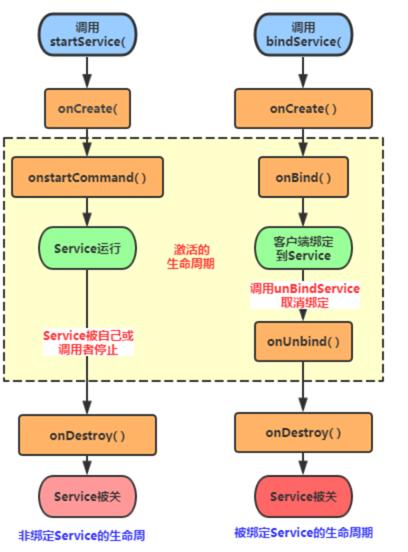 调用
startService(
onCreate(
onstartCommand( )
Service运行
Service被自己或
调用者停止
onDestroy( )
Service被关
非绑定Service的生命周
激活的
生命周期
调用
bindService(
onCreate( )
onBind( )
客户端绑定
到Service
调用unBindService
取消绑定
onUnbind( )
onDestroy( )
Service被关
被绑定Service的生命周期